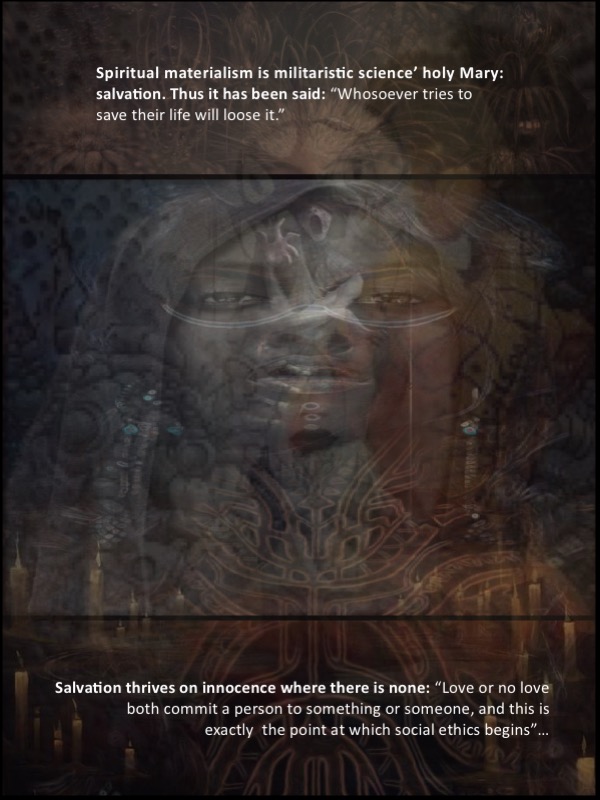 Spiritual materialism is militaristic science’ holy Mary:
salvation. Thus it has been said: “Whosoever tries to
save their life will loose it.”
Salvation thrives on innocence where there is none: “Love or no love
both commit a person to something or someone, and this is
exactly  the point at which social ethics begins”…